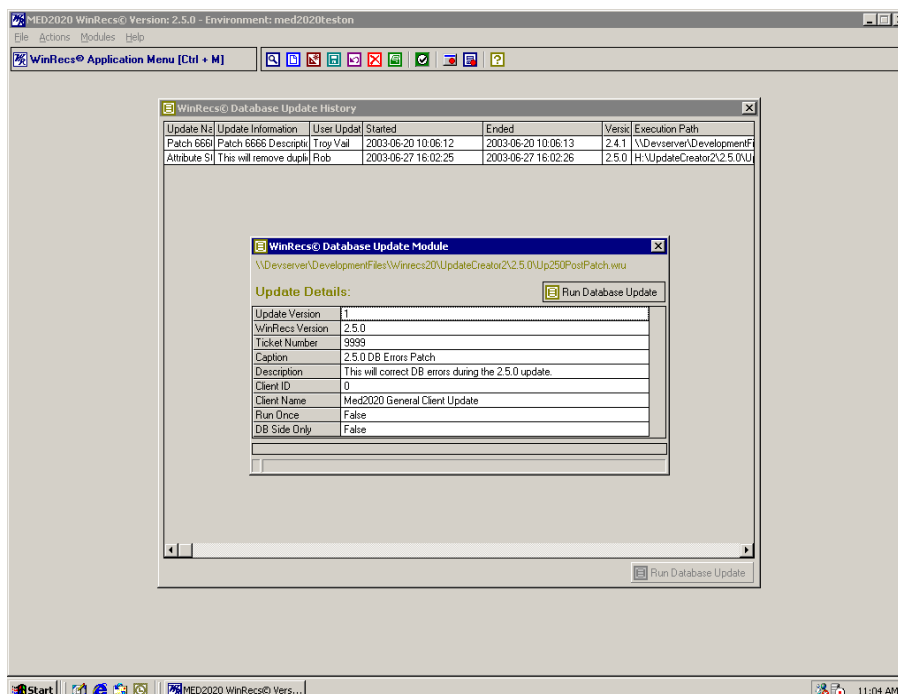 MED2020 WinRecs© Version: 2.5.0 - Environment: med2020teston
File Actions Modules Help
WinRecs© Application Menu [Ctrl + M]
WinRecs© Database Update History
Update Na Update Information User Updat Started Ended Versic Execution Path
Patch 666 Patch 6666 Descriptic Troy Vail 2003-06-20 10:06:12 2003-06-20 10:06:13 2.4.1 \\Devserver\DevelopmentFi
Attribute Sl This will remove dupli Rob 2003-06-27 16:02:25 2003-06-27 16:02:26 2.5.0 H:\UpdateCreator2\2.5.0\U
WinRecs© Database Update Module
\\Devserver\DevelopmentFiles\Winrecs20\UpdateCreator2\2.5.0\Up250PostPatch.wru
Update Details:
Run Database Update
Update Version 1
WinRecs Version 2.5.0
Ticket Number 9999
Caption 2.5.0 DB Errors Patch
Description This will correct DB errors during the 2.5.0 update.
Client ID 0
Client Name Med2020 General Client Update
Run Once False
DB Side Only False
Run Database Update
Start MED2020 WinRecs© Vers... 11:04 AM